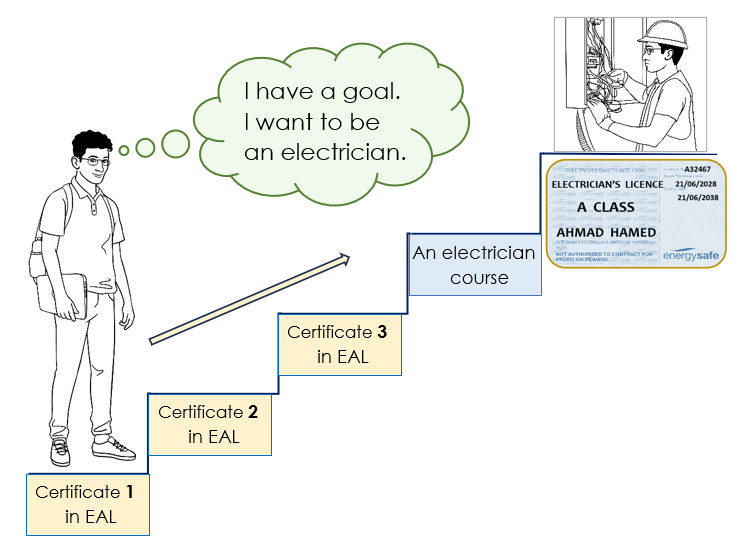 I have a goal.
I want to be
an electrician.
A32467
ELECTRICIAN'S LICENCE 21/06/2028
21/06/2038
A CLASS
AHMAD HAMED
NOT AUTHORISED TO CONTRACT FOR
PROFIT OR REWARD
energysafe
An electrician
course
Certificate 3
in EAL
Certificate 2
in EAL
Certificate 1
in EAL